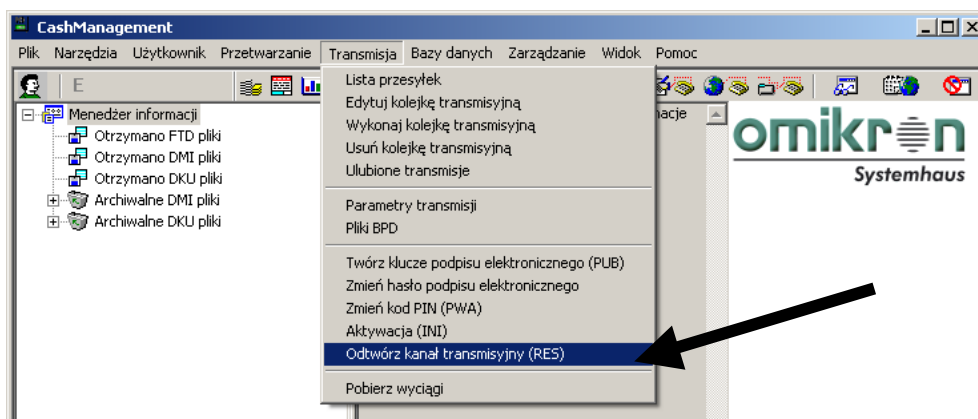 CashManagement
Plik Narzędzia Użytkownik Przetwarzanie Transmisja Bazy danych Zarządzanie Widok Pomoc
E
Lista przesyłek
Edytuj kolejkę transmisyjną
Wykonaj kolejkę transmisyjną
Usuń kolejkę transmisyjną
Ulubione transmisje
Parametry transmisji
Pliki BPD
Twórz klucze podpisu elektronicznego (PUB)
Zmień hasło podpisu elektronicznego
Zmień kod PIN (PWA)
Aktywacja (INI)
Odtwórz kanał transmisyjny (RES)
Pobierz wyciągi
Menedżer informacji
Otrzymano FTD pliki
Otrzymano DMI pliki
Otrzymano DKU pliki
Archiwalne DMI pliki
Archiwalne DKU pliki
omikron
Systemhaus